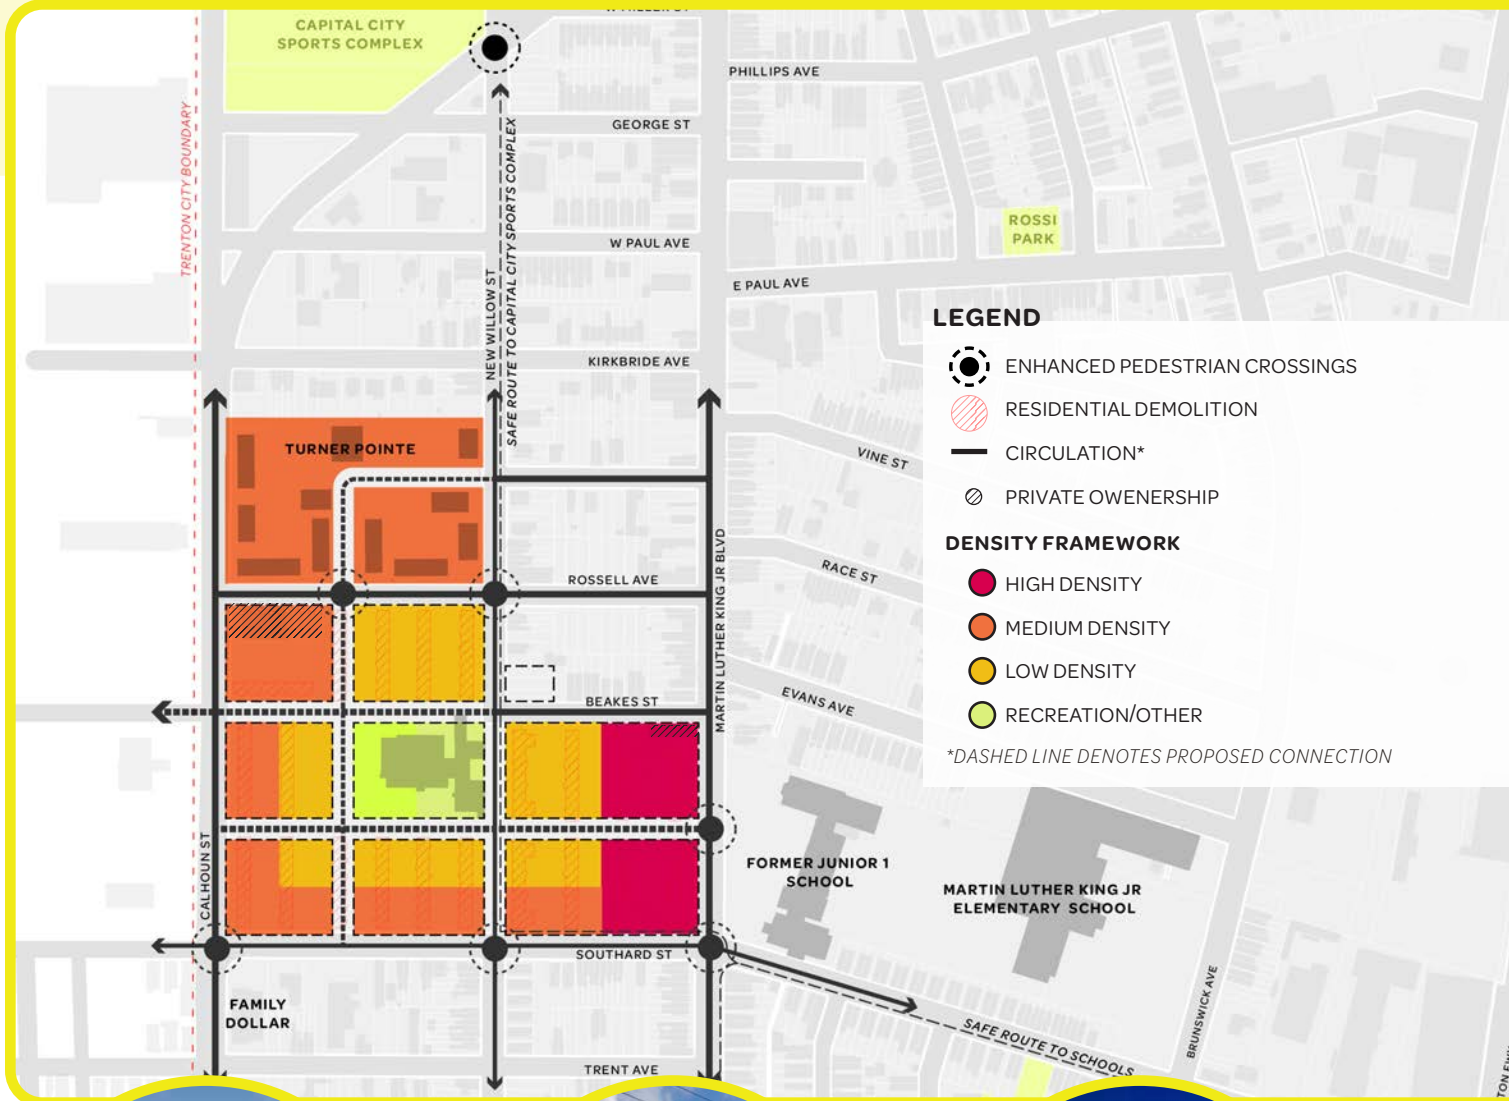 CAPITAL CITY
SPORTS COMPLEX
PHILLIPS AVE
GEORGE ST
TRENTON CITY BOUNDARY
SAFE ROUTE TO CAPITAL CITY SPORTS COMPLEX
ROSSI
PARK
W PAUL AVE
E PAUL AVE
NEW WILLOW ST
KIRKBRIDE AVE
LEGEND
ENHANCED PEDESTRIAN CROSSINGS
RESIDENTIAL DEMOLITION
CIRCULATION*
PRIVATE OWENERSHIP
DENSITY FRAMEWORK
HIGH DENSITY
MEDIUM DENSITY
LOW DENSITY
RECREATION/OTHER
*DASHED LINE DENOTES PROPOSED CONNECTION
TURNER POINTE
VINE ST
RACE ST
ROSSELL AVE
MARTIN LUTHER KING JR BLVD
EVANS AVE
BEAKES ST
CALHOUN ST
FORMER JUNIOR 1
SCHOOL
MARTIN LUTHER KING JR
ELEMENTARY SCHOOL
SOUTHARD ST
FAMILY
DOLLAR
BRUNSWICK AVE
SAFE ROUTE TO SCHOOLS
TRENT AVE